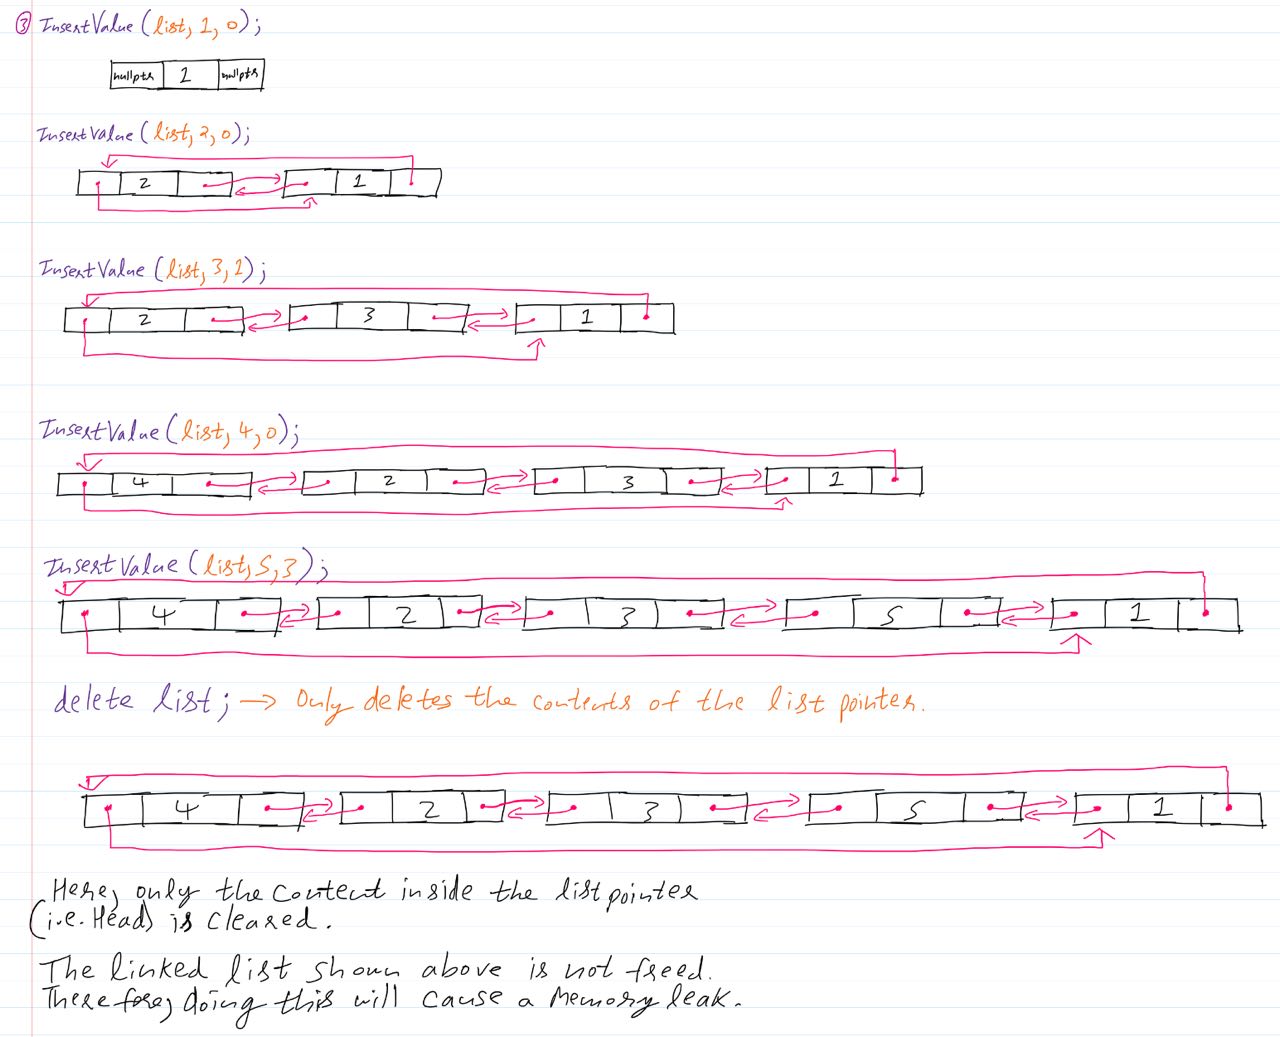 ③ InsertValue (list, 1, 0);
nullptr 1 nullptr
InsertValue (list, 2, 0);
2 1
InsertValue (list, 3, 1);
2 3 1
InsertValue (list, 4, 0);
4 2 3 1
InsertValue (list, 5, 3);
4 2 3 5 1
delete list; → Only deletes the contents of the list pointer.
4 2 3 5 1
Here, only the content inside the list pointer
(i.e. Head) is cleared.
The linked list shown above is not freed.
Therefore, doing this will cause a Memory leak.